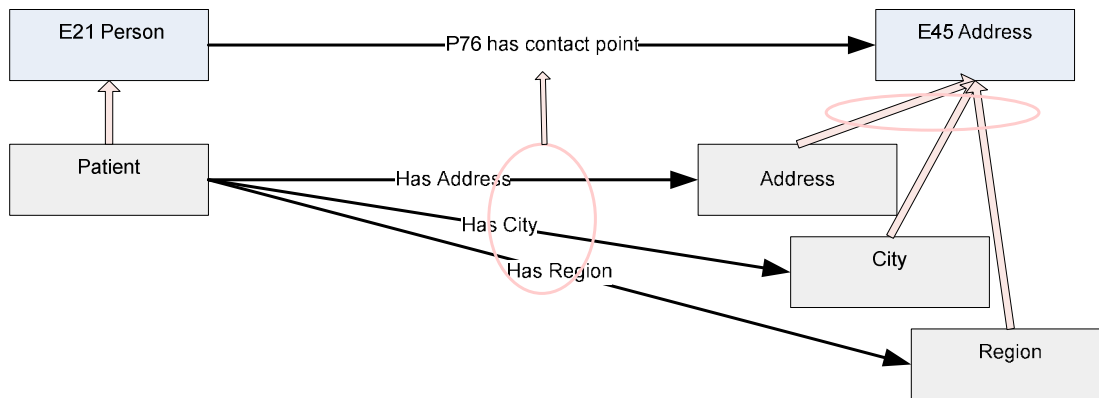 E21 Person
P76 has contact point
E45 Address
Patient
Has Address
Address
Has City
City
Has Region
Region